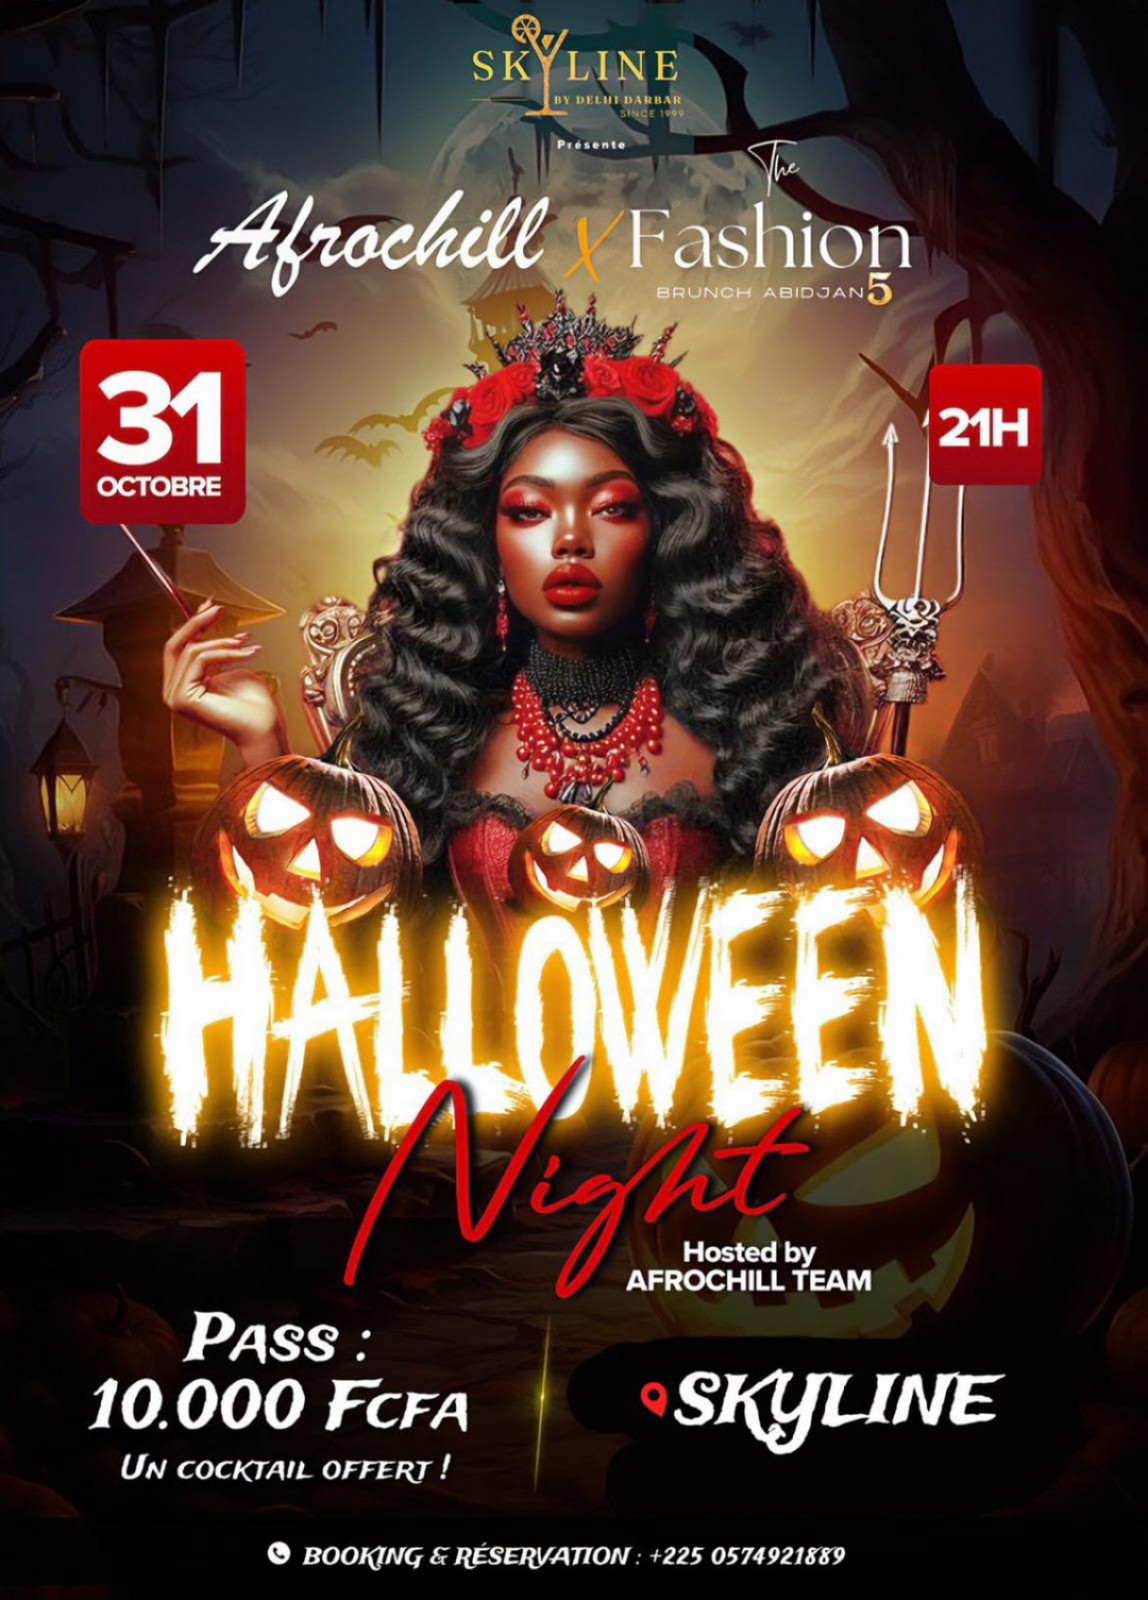 SKYLINE
BY DELHI DARBAR
SINCE 1999
Présente
Afrochill X The Fashion
BRUNCH ABIDJAN 5
31
OCTOBRE
21H
HALLOWEEN
Night
Hosted by
AFROCHILL TEAM
PASS :
10.000 FCFA
UN COCKTAIL OFFERT !
SKYLINE
BOOKING & RÉSERVATION : +225 0574921889